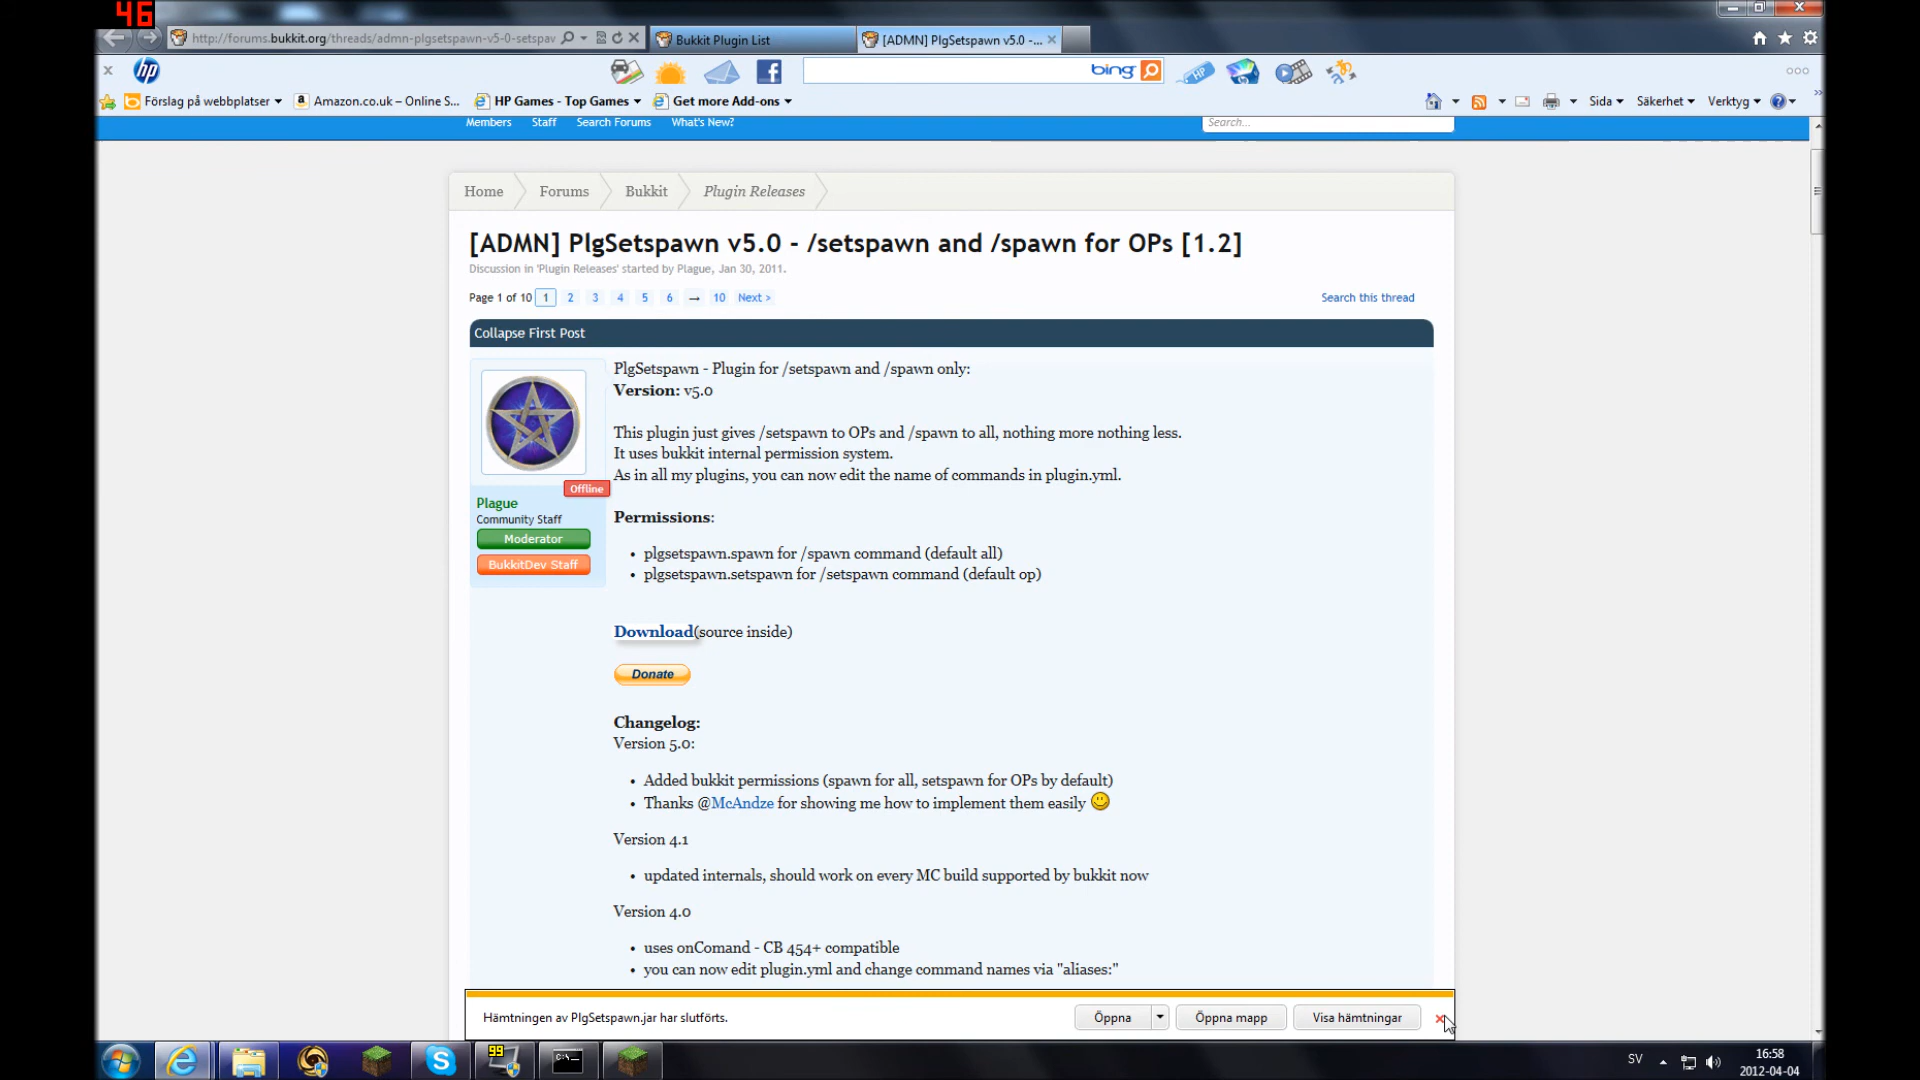 46
http://forums.bukkit.org/threads/admn-plgsetspawn-v5-0-setspav
Bukkit Plugin List
[ADMN] PlgSetspawn v5.0 -...
hp
bing
Förslag på webbplatser
Amazon.co.uk – Online S...
HP Games - Top Games
Get more Add-ons
Sida
Säkerhet
Verktyg
Members
Staff
Search Forums
What's New?
Search...
Home
Forums
Bukkit
Plugin Releases
[ADMN] PlgSetspawn v5.0 - /setspawn and /spawn for OPs [1.2]
Discussion in 'Plugin Releases' started by Plague, Jan 30, 2011.
Page 1 of 10 1 2 3 4 5 6 → 10 Next >
Search this thread
Collapse First Post
PlgSetspawn - Plugin for /setspawn and /spawn only:
Version: v5.0
This plugin just gives /setspawn to OPs and /spawn to all, nothing more nothing less.
It uses bukkit internal permission system.
As in all my plugins, you can now edit the name of commands in plugin.yml.
Offline
Plague
Community Staff
Moderator
BukkitDev Staff
Permissions:
• plgsetspawn.spawn for /spawn command (default all)
• plgsetspawn.setspawn for /setspawn command (default op)
Download(source inside)
Donate
Changelog:
Version 5.0:
• Added bukkit permissions (spawn for all, setspawn for OPs by default)
• Thanks @McAndze for showing me how to implement them easily
Version 4.1
• updated internals, should work on every MC build supported by bukkit now
Version 4.0
• uses onComand - CB 454+ compatible
• you can now edit plugin.yml and change command names via "aliases:"
Hämtningen av PlgSetspawn.jar har slutförts.
Öppna
Öppna mapp
Visa hämtningar
99
SV
16:58
2012-04-04